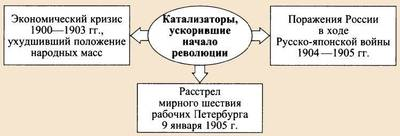 Экономический кризис
1900—1903 гг.,
ухудшивший положение
народных масс
Катализаторы,
ускорившие
начало
революции
Поражения России
в ходе
Русско-японской войны
1904—1905 гг.
Расстрел
мирного шествия
рабочих Петербурга
9 января 1905 г.